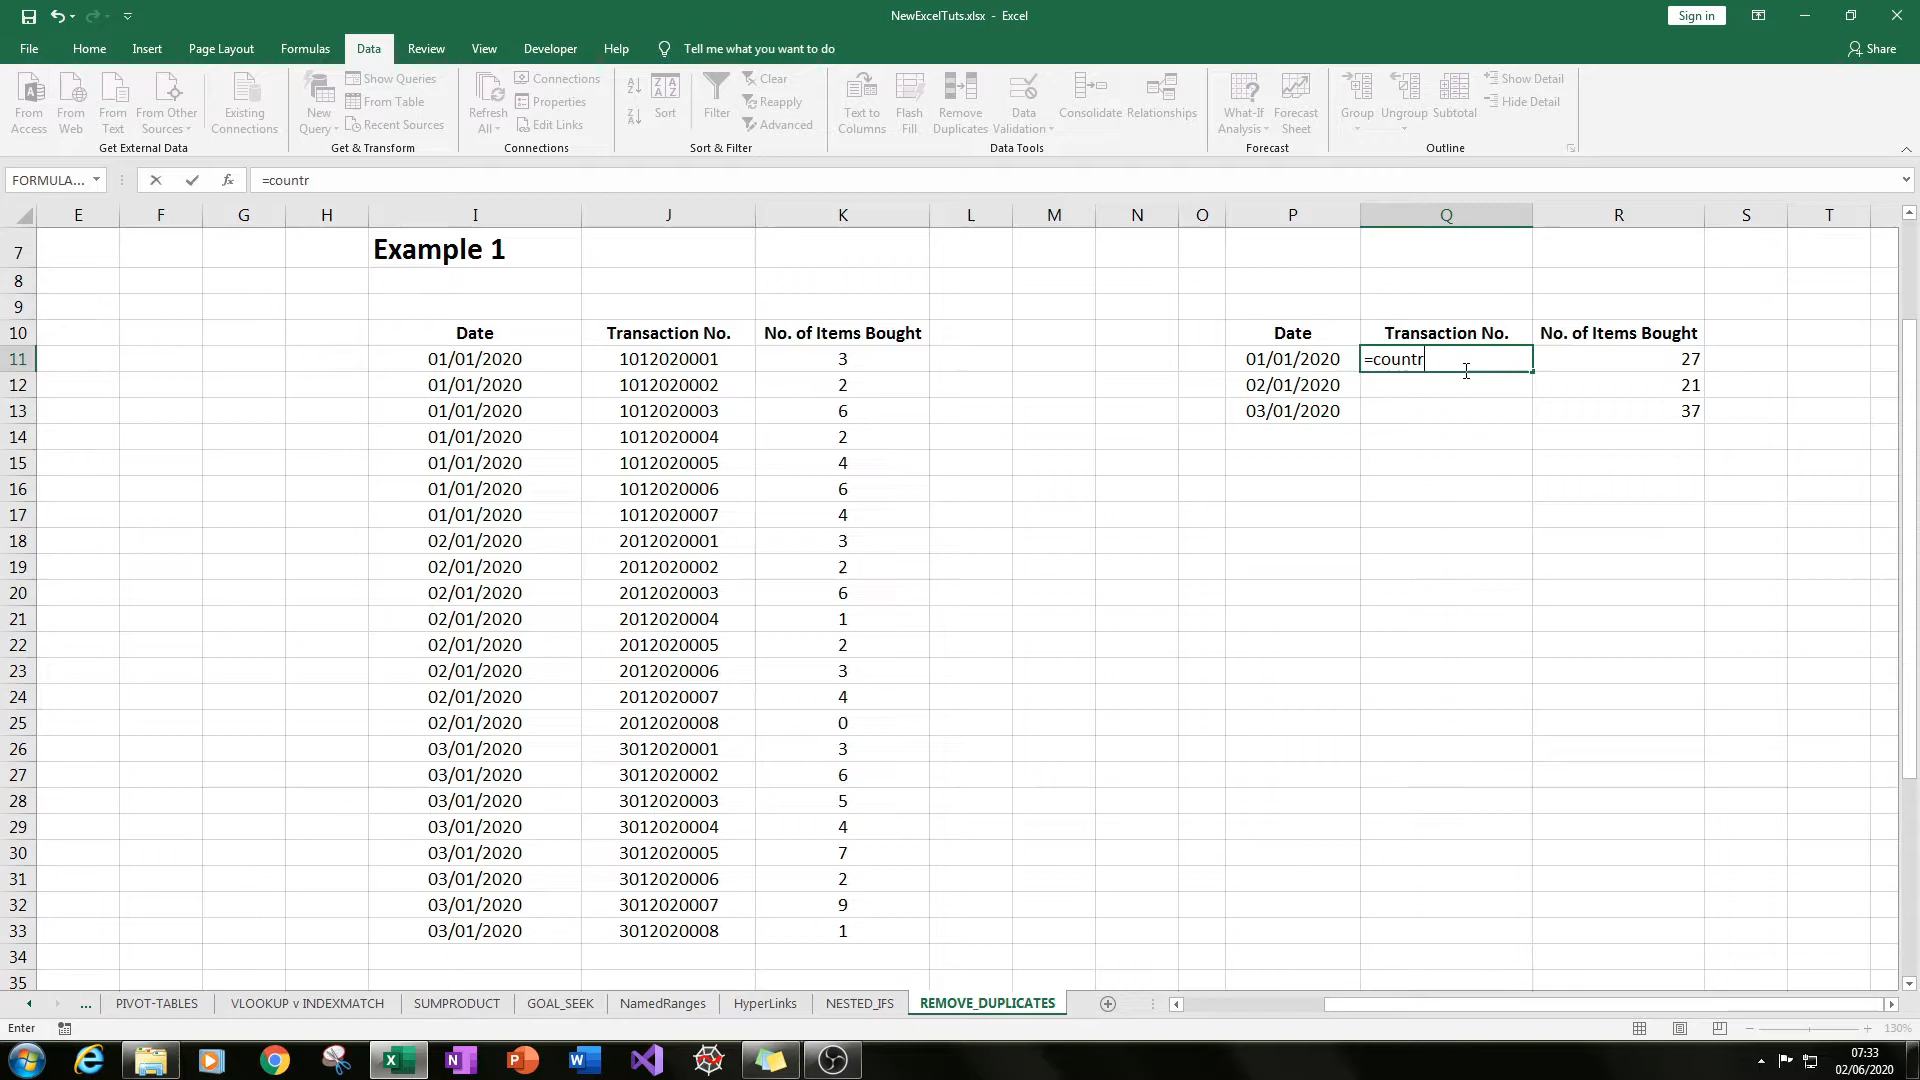 NewExcelTuts.xlsx - Excel
Sign in
File Home Insert Page Layout Formulas Data Review View Developer Help Tell me what you want to do Share
From Access
From Web
From Text
From Other Sources
Existing Connections
Get External Data
New Query
Show Queries
From Table
Recent Sources
Get & Transform
Refresh All
Connections
Properties
Edit Links
Connections
Sort
Filter
Clear
Reapply
Advanced
Sort & Filter
Text to Columns
Flash Fill
Remove Duplicates
Data Validation
Consolidate
Relationships
Data Tools
What-If Analysis
Forecast Sheet
Forecast
Group
Ungroup
Subtotal
Show Detail
Hide Detail
Outline
FORMULA... fx =countr
E F G H I J K L M N O P Q R S T
7 Example 1
8
9
10 Date Transaction No. No. of Items Bought Date Transaction No. No. of Items Bought
11 01/01/2020 1012020001 3 01/01/2020 =countr 27
12 01/01/2020 1012020002 2 02/01/2020 21
13 01/01/2020 1012020003 6 03/01/2020 37
14 01/01/2020 1012020004 2
15 01/01/2020 1012020005 4
16 01/01/2020 1012020006 6
17 01/01/2020 1012020007 4
18 02/01/2020 2012020001 3
19 02/01/2020 2012020002 2
20 02/01/2020 2012020003 6
21 02/01/2020 2012020004 1
22 02/01/2020 2012020005 2
23 02/01/2020 2012020006 3
24 02/01/2020 2012020007 4
25 02/01/2020 2012020008 0
26 03/01/2020 3012020001 3
27 03/01/2020 3012020002 6
28 03/01/2020 3012020003 5
29 03/01/2020 3012020004 4
30 03/01/2020 3012020005 7
31 03/01/2020 3012020006 2
32 03/01/2020 3012020007 9
33 03/01/2020 3012020008 1
34
35
... PIVOT-TABLES VLOOKUP v INDEXMATCH SUMPRODUCT GOAL_SEEK NamedRanges HyperLinks NESTED_IFS REMOVE_DUPLICATES
Enter 130%
07:33
02/06/2020